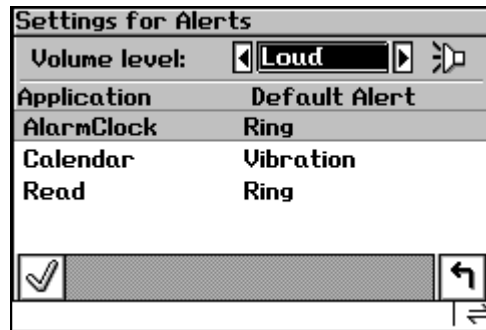 Settings for Alerts
Volume level: Loud
Application Default Alert
AlarmClock Ring
Calendar Vibration
Read Ring